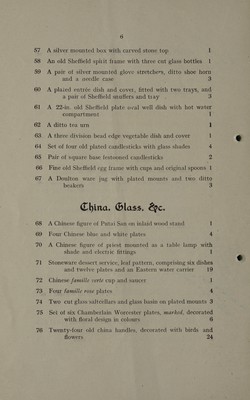 6
57 A silver mounted box with carved stone top 1
58 An old Sheffield spirit frame with three cut glass bottles 1
59 A pair of silver mounted glove stretchers, ditto shoe horn
and a needle case 3
60 A plated entrée dish and cover, fitted with two trays, and
a pair of Sheffield snuffers and tray 3
61 A 22-in. old Sheffield plate oval well dish with hot water
compartment 1
62 A ditto tea urn 1
63 A three division bead edge vegetable dish and cover 1
64 Set of four old plated candlesticks with glass shades 4
65 Pair of square base festooned candlesticks 2
66 Fine old Sheffield egg frame with cups and original spoons 1
67 A Doulton ware jug with plated mounts and two ditto
beakers 3
China, Glass, &c.
68 A Chinese figure of Putai San on inlaid wood stand 1
69 Four Chinese blue and white plates 4
70 A Chinese figure of priest mounted as a table lamp with
shade and electric fittings 1
71 Stoneware dessert service, leaf pattern, comprising six dishes
and twelve plates and an Eastern water carrier 19
72 Chinese famille verte cup and saucer 1
73 Four famille rose plates 4
74 Two cut glass saltcellars and glass basin on plated mounts 3
75 Set of six Chamberlain Worcester plates, marked, decorated
with floral design in colours 6
76 Twenty-four old china handles, decorated with birds and
flowers 24